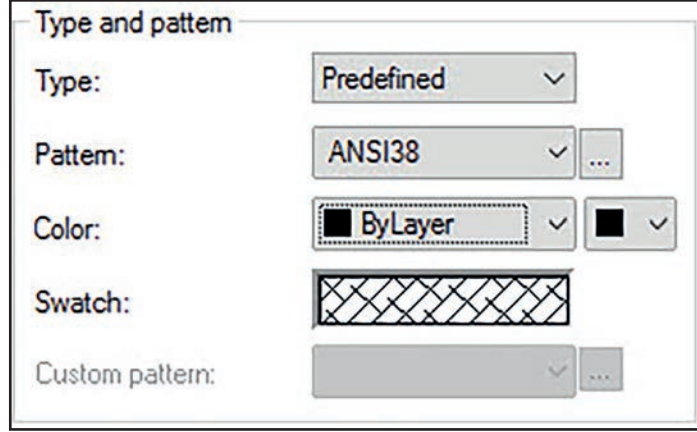 Type and pattern
Type: Predefined
Pattern: ANSI38 ...
Color: ByLayer
Swatch:
Custom pattern: ...